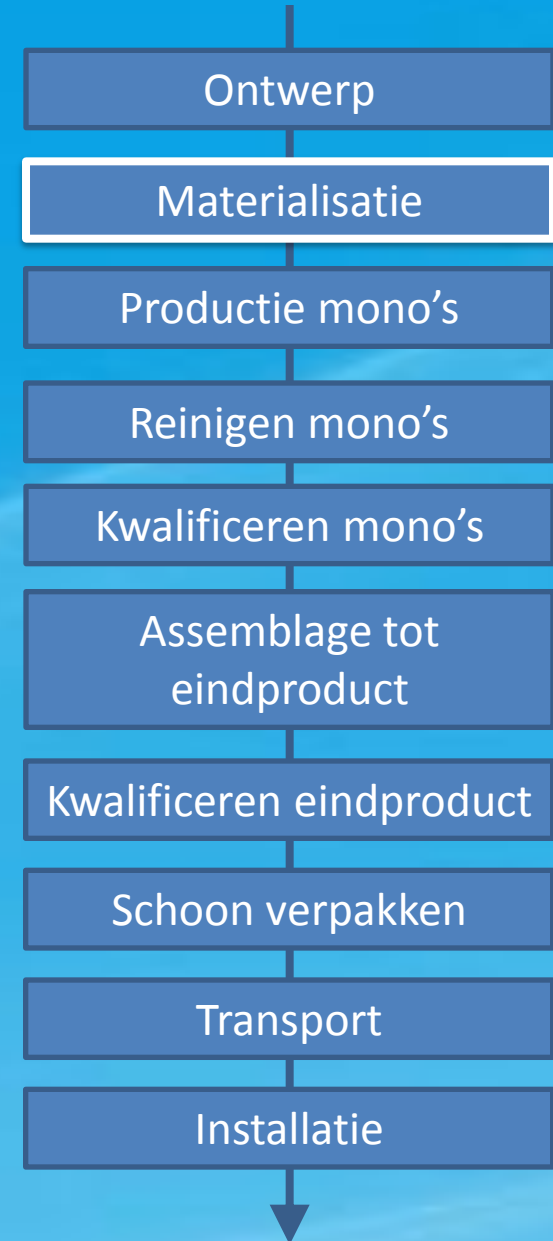 Ontwerp
Materialisatie
Productie mono’s
Reinigen mono’s
Kwalificeren mono’s
Assemblage tot
eindproduct
Kwalificeren eindproduct
Schoon verpakken
Transport
Installatie